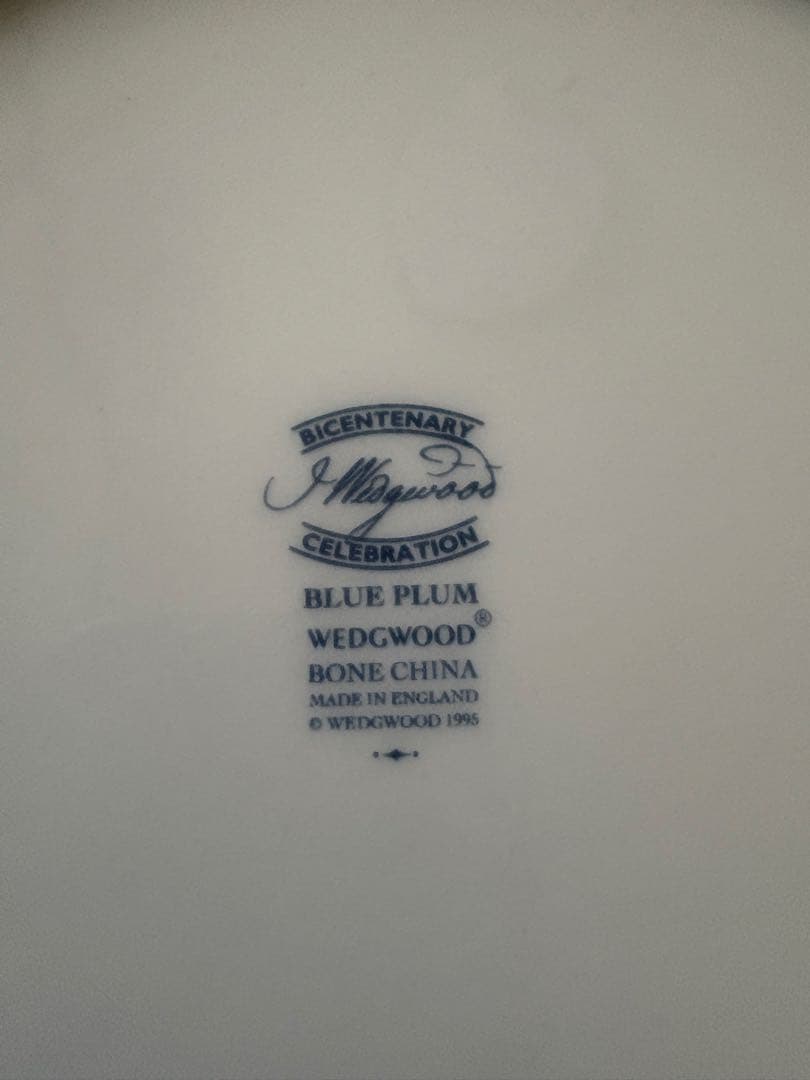 BICENTENARY
J Wedgwood
CELEBRATION
BLUE PLUM
WEDGWOOD®
BONE CHINA
MADE IN ENGLAND
© WEDGWOOD 1995